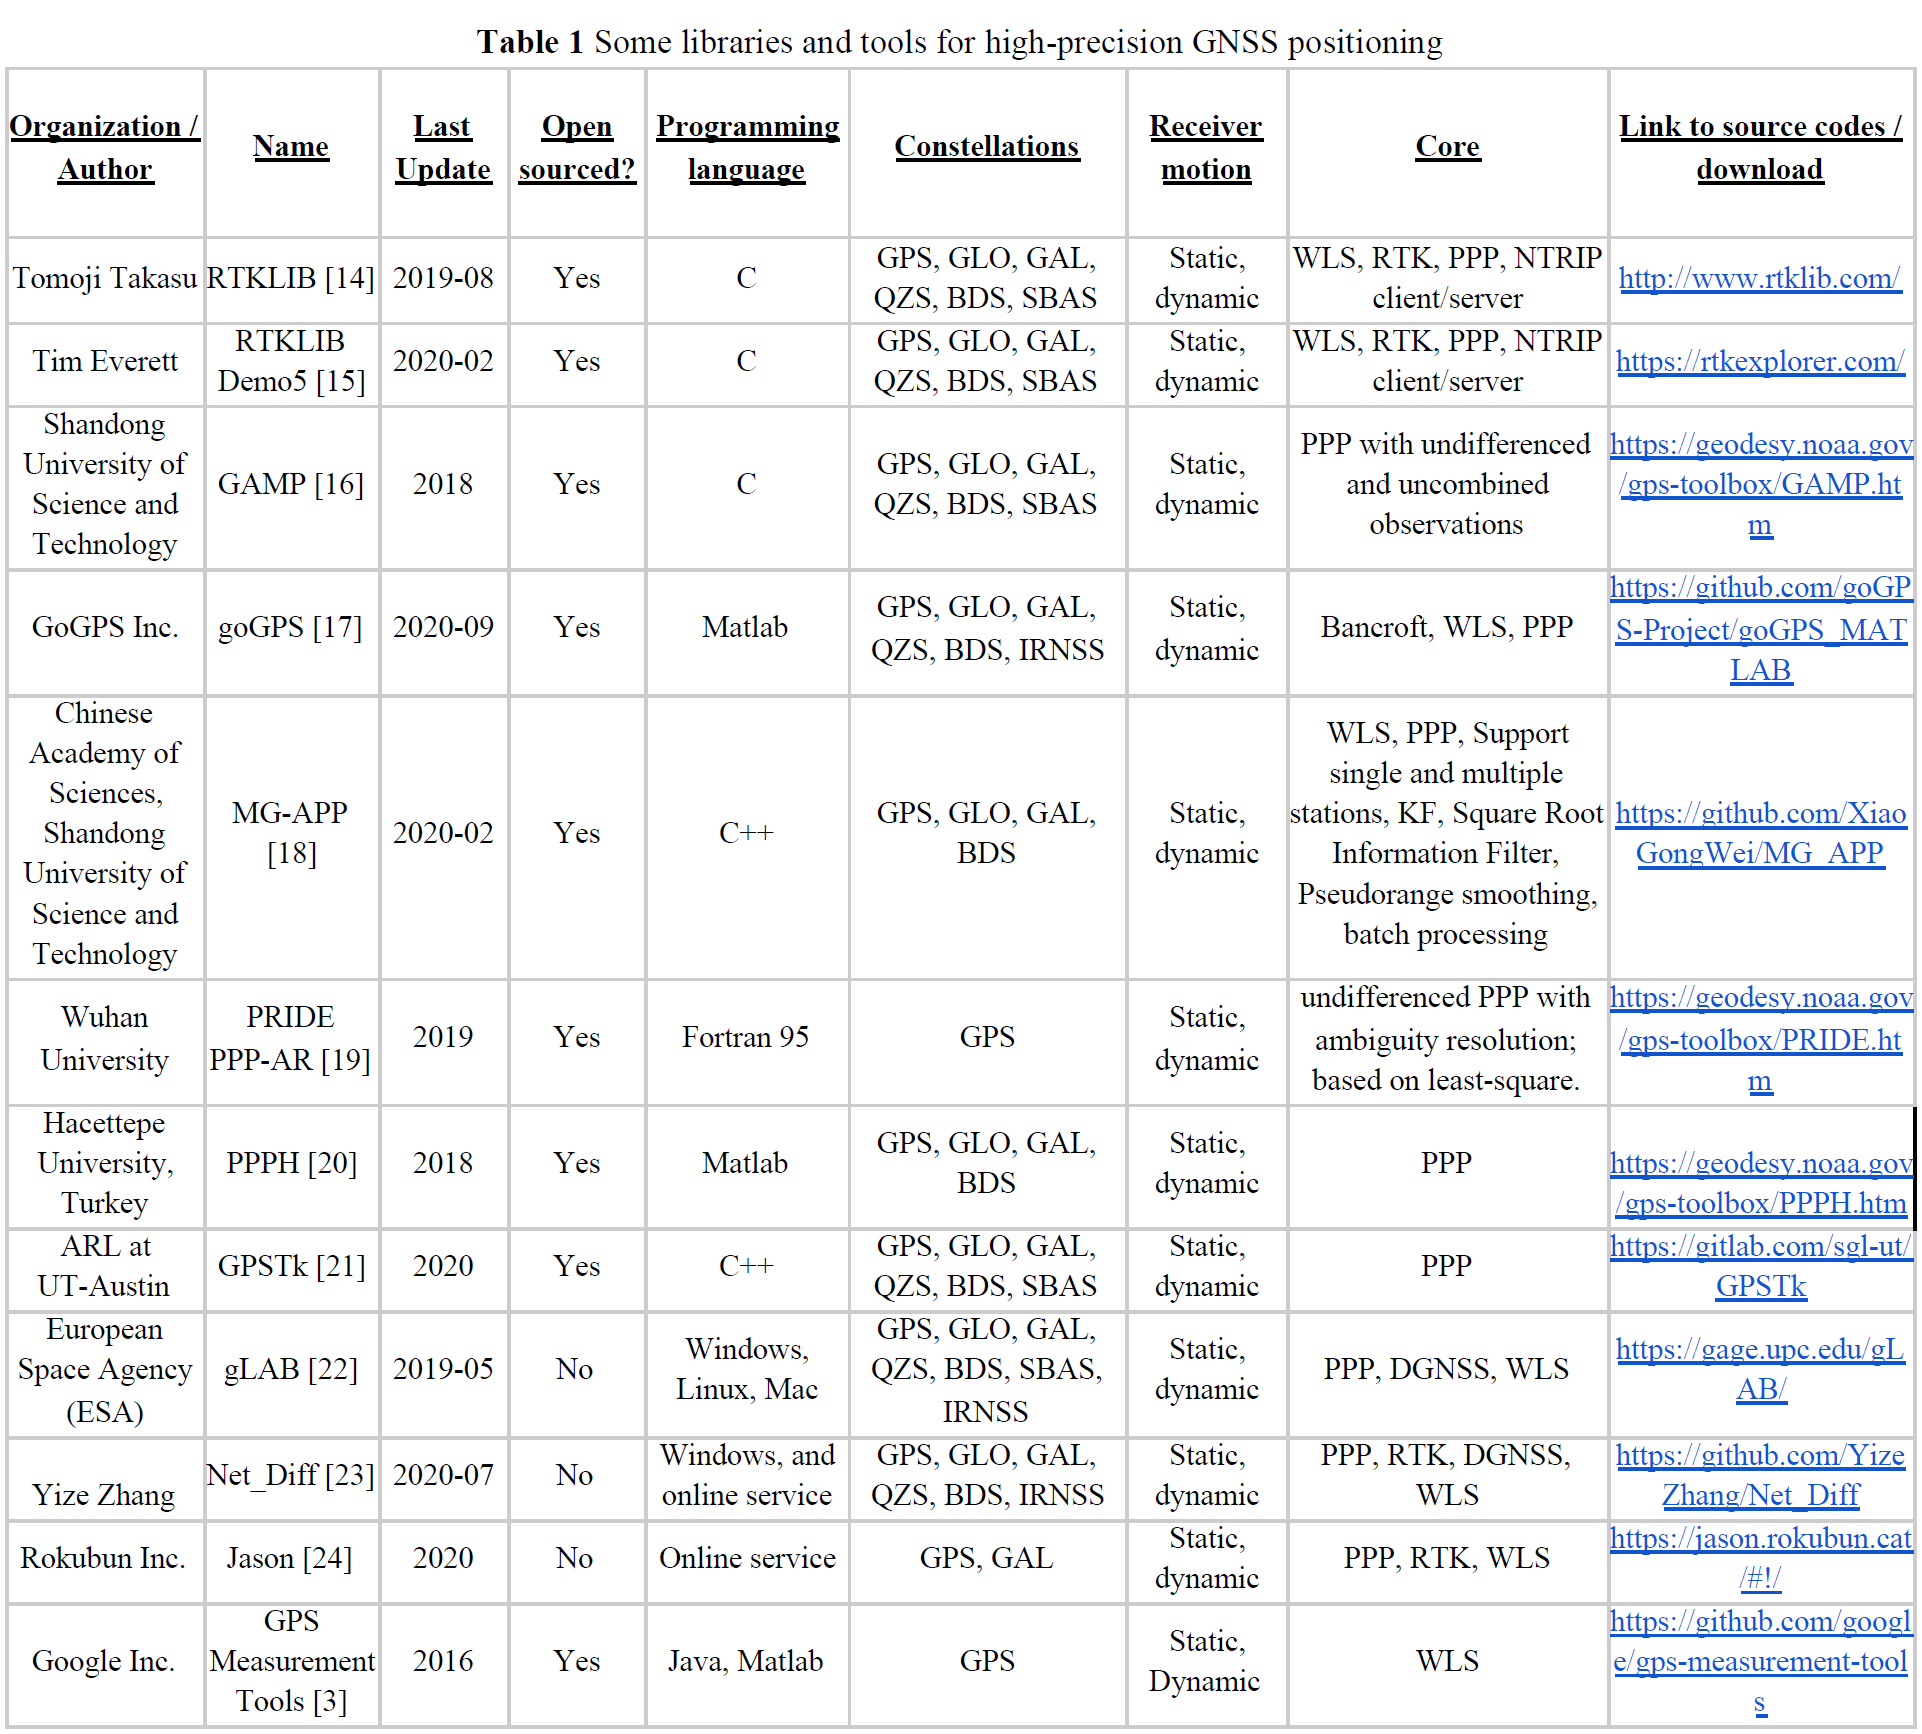 Table 1 Some libraries and tools for high-precision GNSS positioning
Organization /
Author
Name
Last
Update
Open
sourced?
Programming
language
Constellations
Receiver
motion
Core
Link to source codes /
download
Tomoji Takasu
RTKLIB [14]
2019-08
Yes
C
GPS, GLO, GAL,
QZS, BDS, SBAS
Static,
dynamic
WLS, RTK, PPP, NTRIP
client/server
http://www.rtklib.com/
Tim Everett
RTKLIB
Demo5 [15]
2020-02
Yes
C
GPS, GLO, GAL,
QZS, BDS, SBAS
Static,
dynamic
WLS, RTK, PPP, NTRIP
client/server
https://rtkexplorer.com/
Shandong
University of
Science and
Technology
GAMP [16]
2018
Yes
C
GPS, GLO, GAL,
QZS, BDS, SBAS
Static,
dynamic
PPP with undifferenced
and uncombined
observations
https://geodesy.noaa.gov
/gps-toolbox/GAMP.ht
m
GoGPS Inc.
goGPS [17]
2020-09
Yes
Matlab
GPS, GLO, GAL,
QZS, BDS, IRNSS
Static,
dynamic
Bancroft, WLS, PPP
https://github.com/goGP
S-Project/goGPS_MAT
LAB
Chinese
Academy of
Sciences,
Shandong
University of
Science and
Technology
MG-APP
[18]
2020-02
Yes
C++
GPS, GLO, GAL,
BDS
Static,
dynamic
WLS, PPP, Support
single and multiple
stations, KF, Square Root
Information Filter,
Pseudorange smoothing,
batch processing
https://github.com/Xiao
GongWei/MG_APP
Wuhan
University
PRIDE
PPP-AR [19]
2019
Yes
Fortran 95
GPS
Static,
dynamic
undifferenced PPP with
ambiguity resolution;
based on least-square.
https://geodesy.noaa.gov
/gps-toolbox/PRIDE.ht
m
Hacettepe
University,
Turkey
PPPH [20]
2018
Yes
Matlab
GPS, GLO, GAL,
BDS
Static,
dynamic
PPP
https://geodesy.noaa.gov
/gps-toolbox/PPPH.htm
ARL at
UT-Austin
GPSTk [21]
2020
Yes
C++
GPS, GLO, GAL,
QZS, BDS, SBAS
Static,
dynamic
PPP
https://gitlab.com/sgl-ut/
GPSTk
European
Space Agency
(ESA)
gLAB [22]
2019-05
No
Windows,
Linux, Mac
GPS, GLO, GAL,
QZS, BDS, SBAS,
IRNSS
Static,
dynamic
PPP, DGNSS, WLS
https://gage.upc.edu/gL
AB/
Yize Zhang
Net_Diff [23]
2020-07
No
Windows, and
online service
GPS, GLO, GAL,
QZS, BDS, IRNSS
Static,
dynamic
PPP, RTK, DGNSS,
WLS
https://github.com/Yize
Zhang/Net_Diff
Rokubun Inc.
Jason [24]
2020
No
Online service
GPS, GAL
Static,
dynamic
PPP, RTK, WLS
https://jason.rokubun.cat
/#!/
Google Inc.
GPS
Measurement
Tools [3]
2016
Yes
Java, Matlab
GPS
Static,
Dynamic
WLS
https://github.com/googl
e/gps-measurement-tool
s